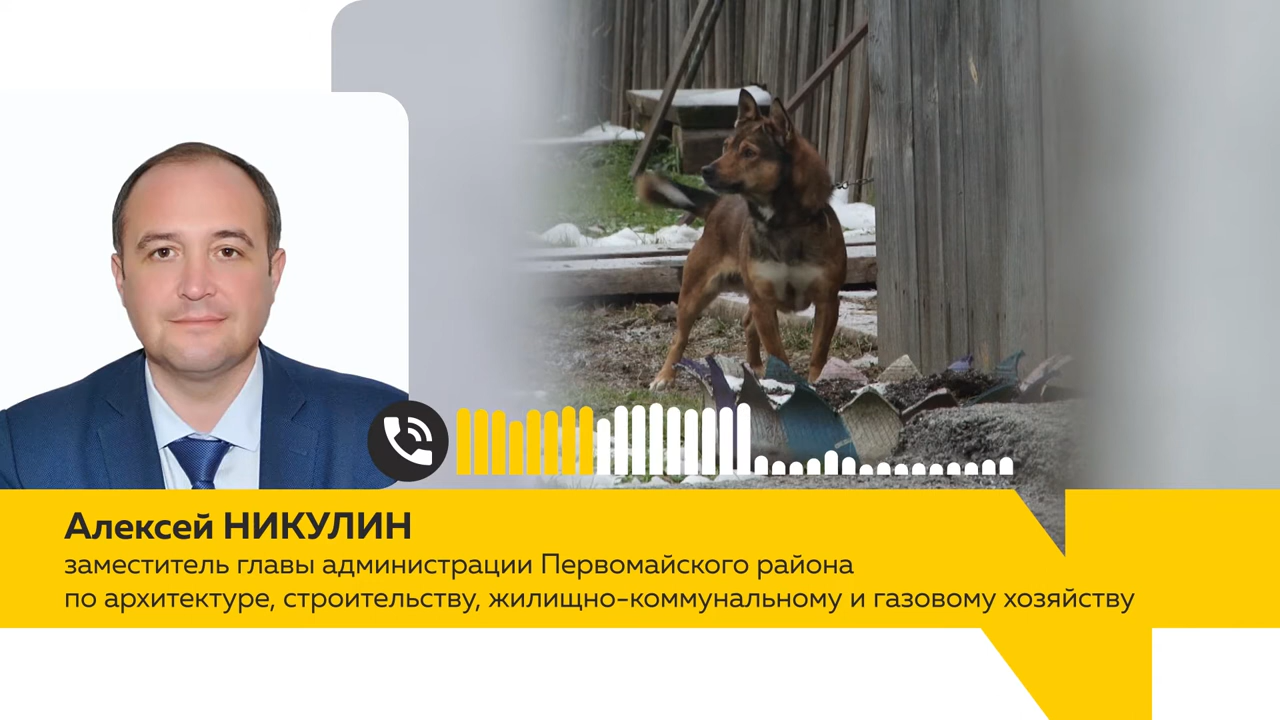 Алексей НИКУЛИН
заместитель главы администрации Первомайского района
по архитектуре, строительству, жилищно-коммунальному и газовому хозяйству